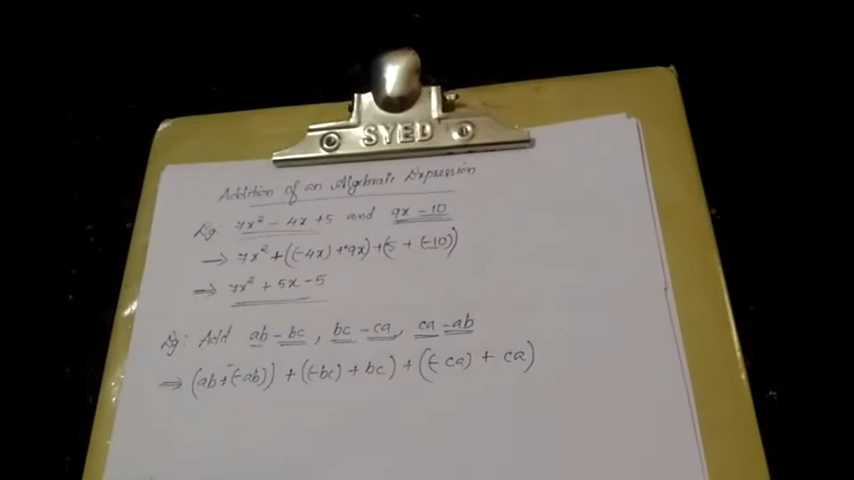 SYED
Addition of an Algebraic Expression
Eg: 7x² - 4x + 5 and 9x - 10
→ 7x² + ((-4x) + 9x) + (5 + (-10))
⇒ 7x² + 5x - 5
Eg: Add ab - bc , bc - ca, ca - ab
⇒ (ab + (-ab)) + ((-bc) + bc) + ((-ca) + ca)